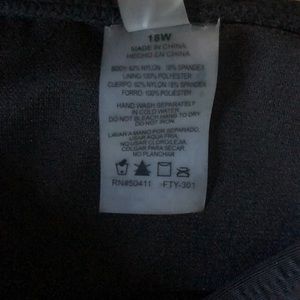 18W
MADE IN CHINA
HECHO EN CHINA
BODY: 82% NYLON 18% SPANDEX
LINING: 100% POLYESTER
CUERPO: 82% NYLON 18% SPANDEX
FORRO: 100% POLIESTER
HAND WASH SEPARATELY
IN COLD WATER.
DO NOT BLEACH HANG TO DRY
DO NOT IRON.
LAVAR A MANO POR SEPARADO.
USAR AGUA FRIA.
NO USAR CLORO/LEJIA.
COLGAR PARA SECAR.
NO PLANCHAR.
RN#50411 FTY-301